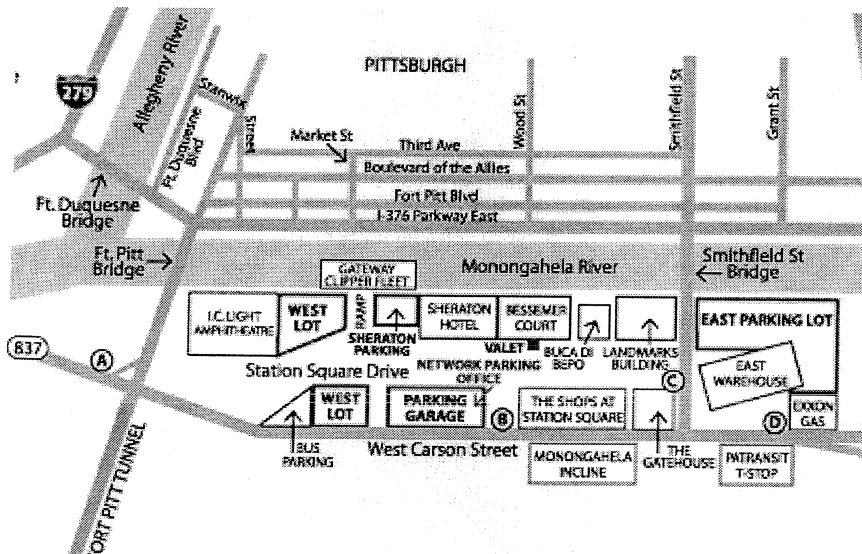 PITTSBURGH
279
Allegheny River
Stanwix
Street
Ft. Duquesne
Blvd
Market St
Third Ave
Boulevard of the Allies
Fort Pitt Blvd
I-376 Parkway East
Wood St
Smithfield St
Grant St
Ft. Duquesne
Bridge
Ft. Pitt
Bridge
GATEWAY
CLIPPER FLEET
Monongahela River
Smithfield St
Bridge
I.C. LIGHT
AMPHITHEATRE
WEST
LOT
RAMP
SHERATON
PARKING
SHERATON
HOTEL
BESSEMER
COURT
VALET
BUCA DI
BEPO
LANDMARKS
BUILDING
EAST PARKING LOT
EAST
WAREHOUSE
837
A
Station Square Drive
NETWORK PARKING
OFFICE
C
WEST
LOT
PARKING
GARAGE
B
THE SHOPS AT
STATION SQUARE
D
EXXON
GAS
BUS
PARKING
West Carson Street
MONONGAHELA
INCLINE
THE
GATEHOUSE
PATRANSIT
T-STOP
FORT PITT TUNNEL